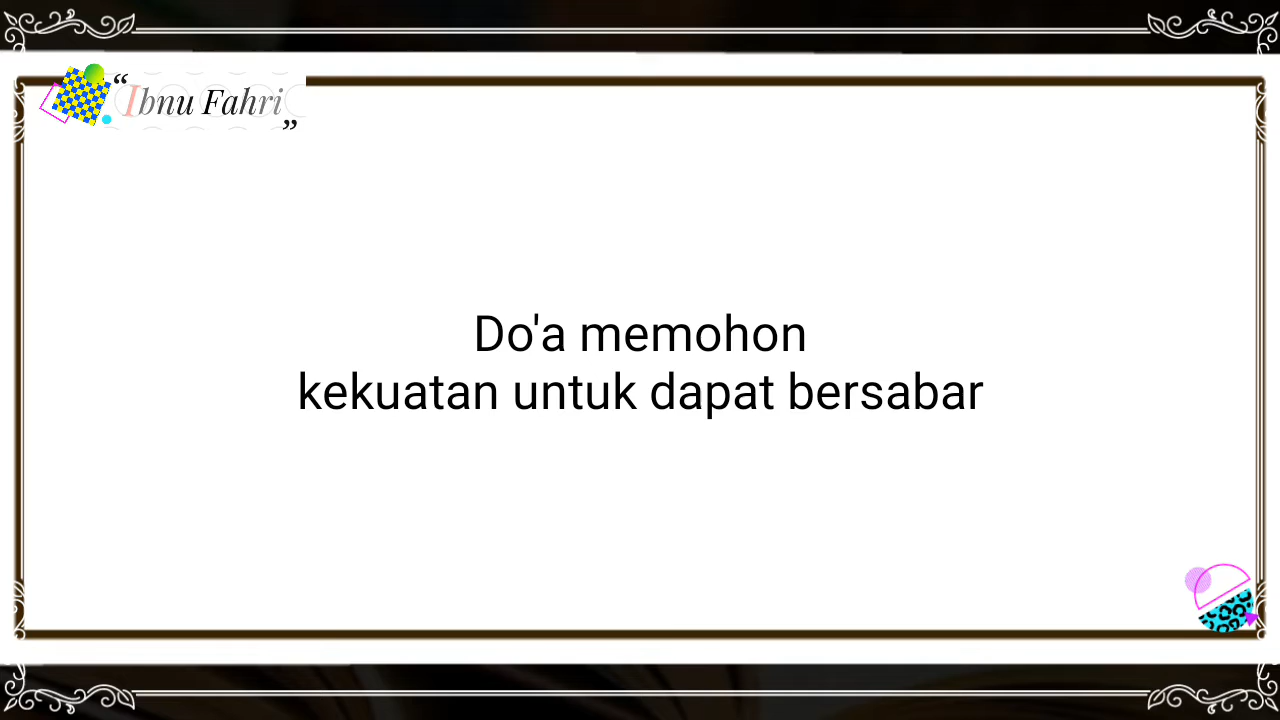 “Ibnu Fahri”
Do'a memohon
kekuatan untuk dapat bersabar